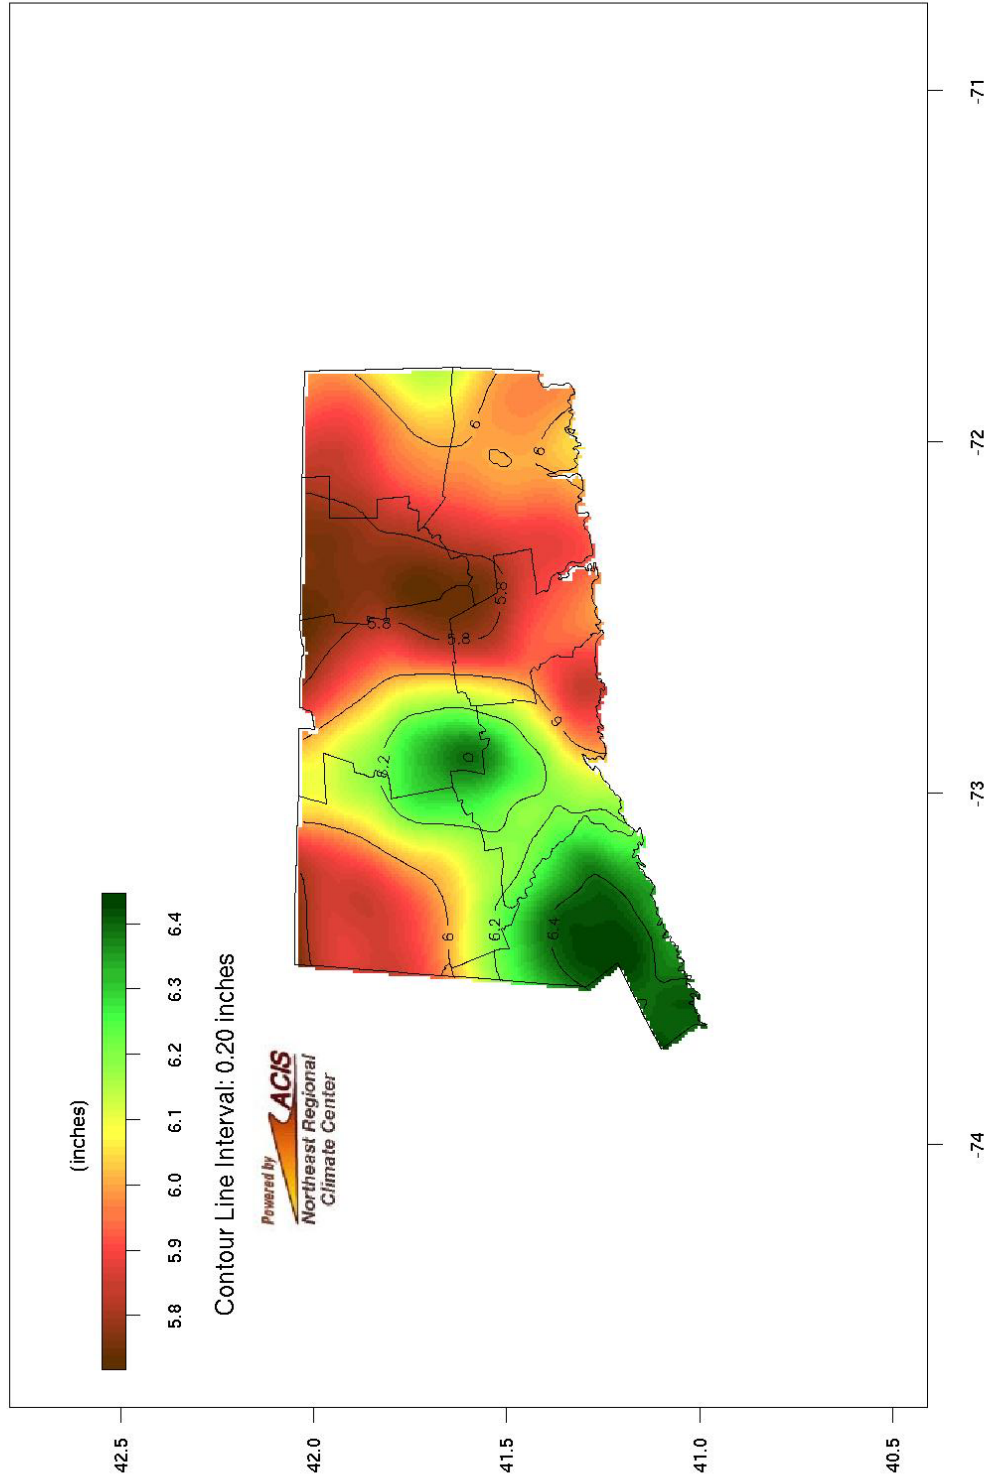 (inches)
5.8 5.9 6.0 6.1 6.2 6.3 6.4
Contour Line Interval: 0.20 inches
Powered by
ACIS
Northeast Regional
Climate Center
42.5
42.0
41.5
41.0
40.5
-74
-73
-72
-71
6
6.2
6.4
6.2
6
5.8
5.8
5.8
6
6